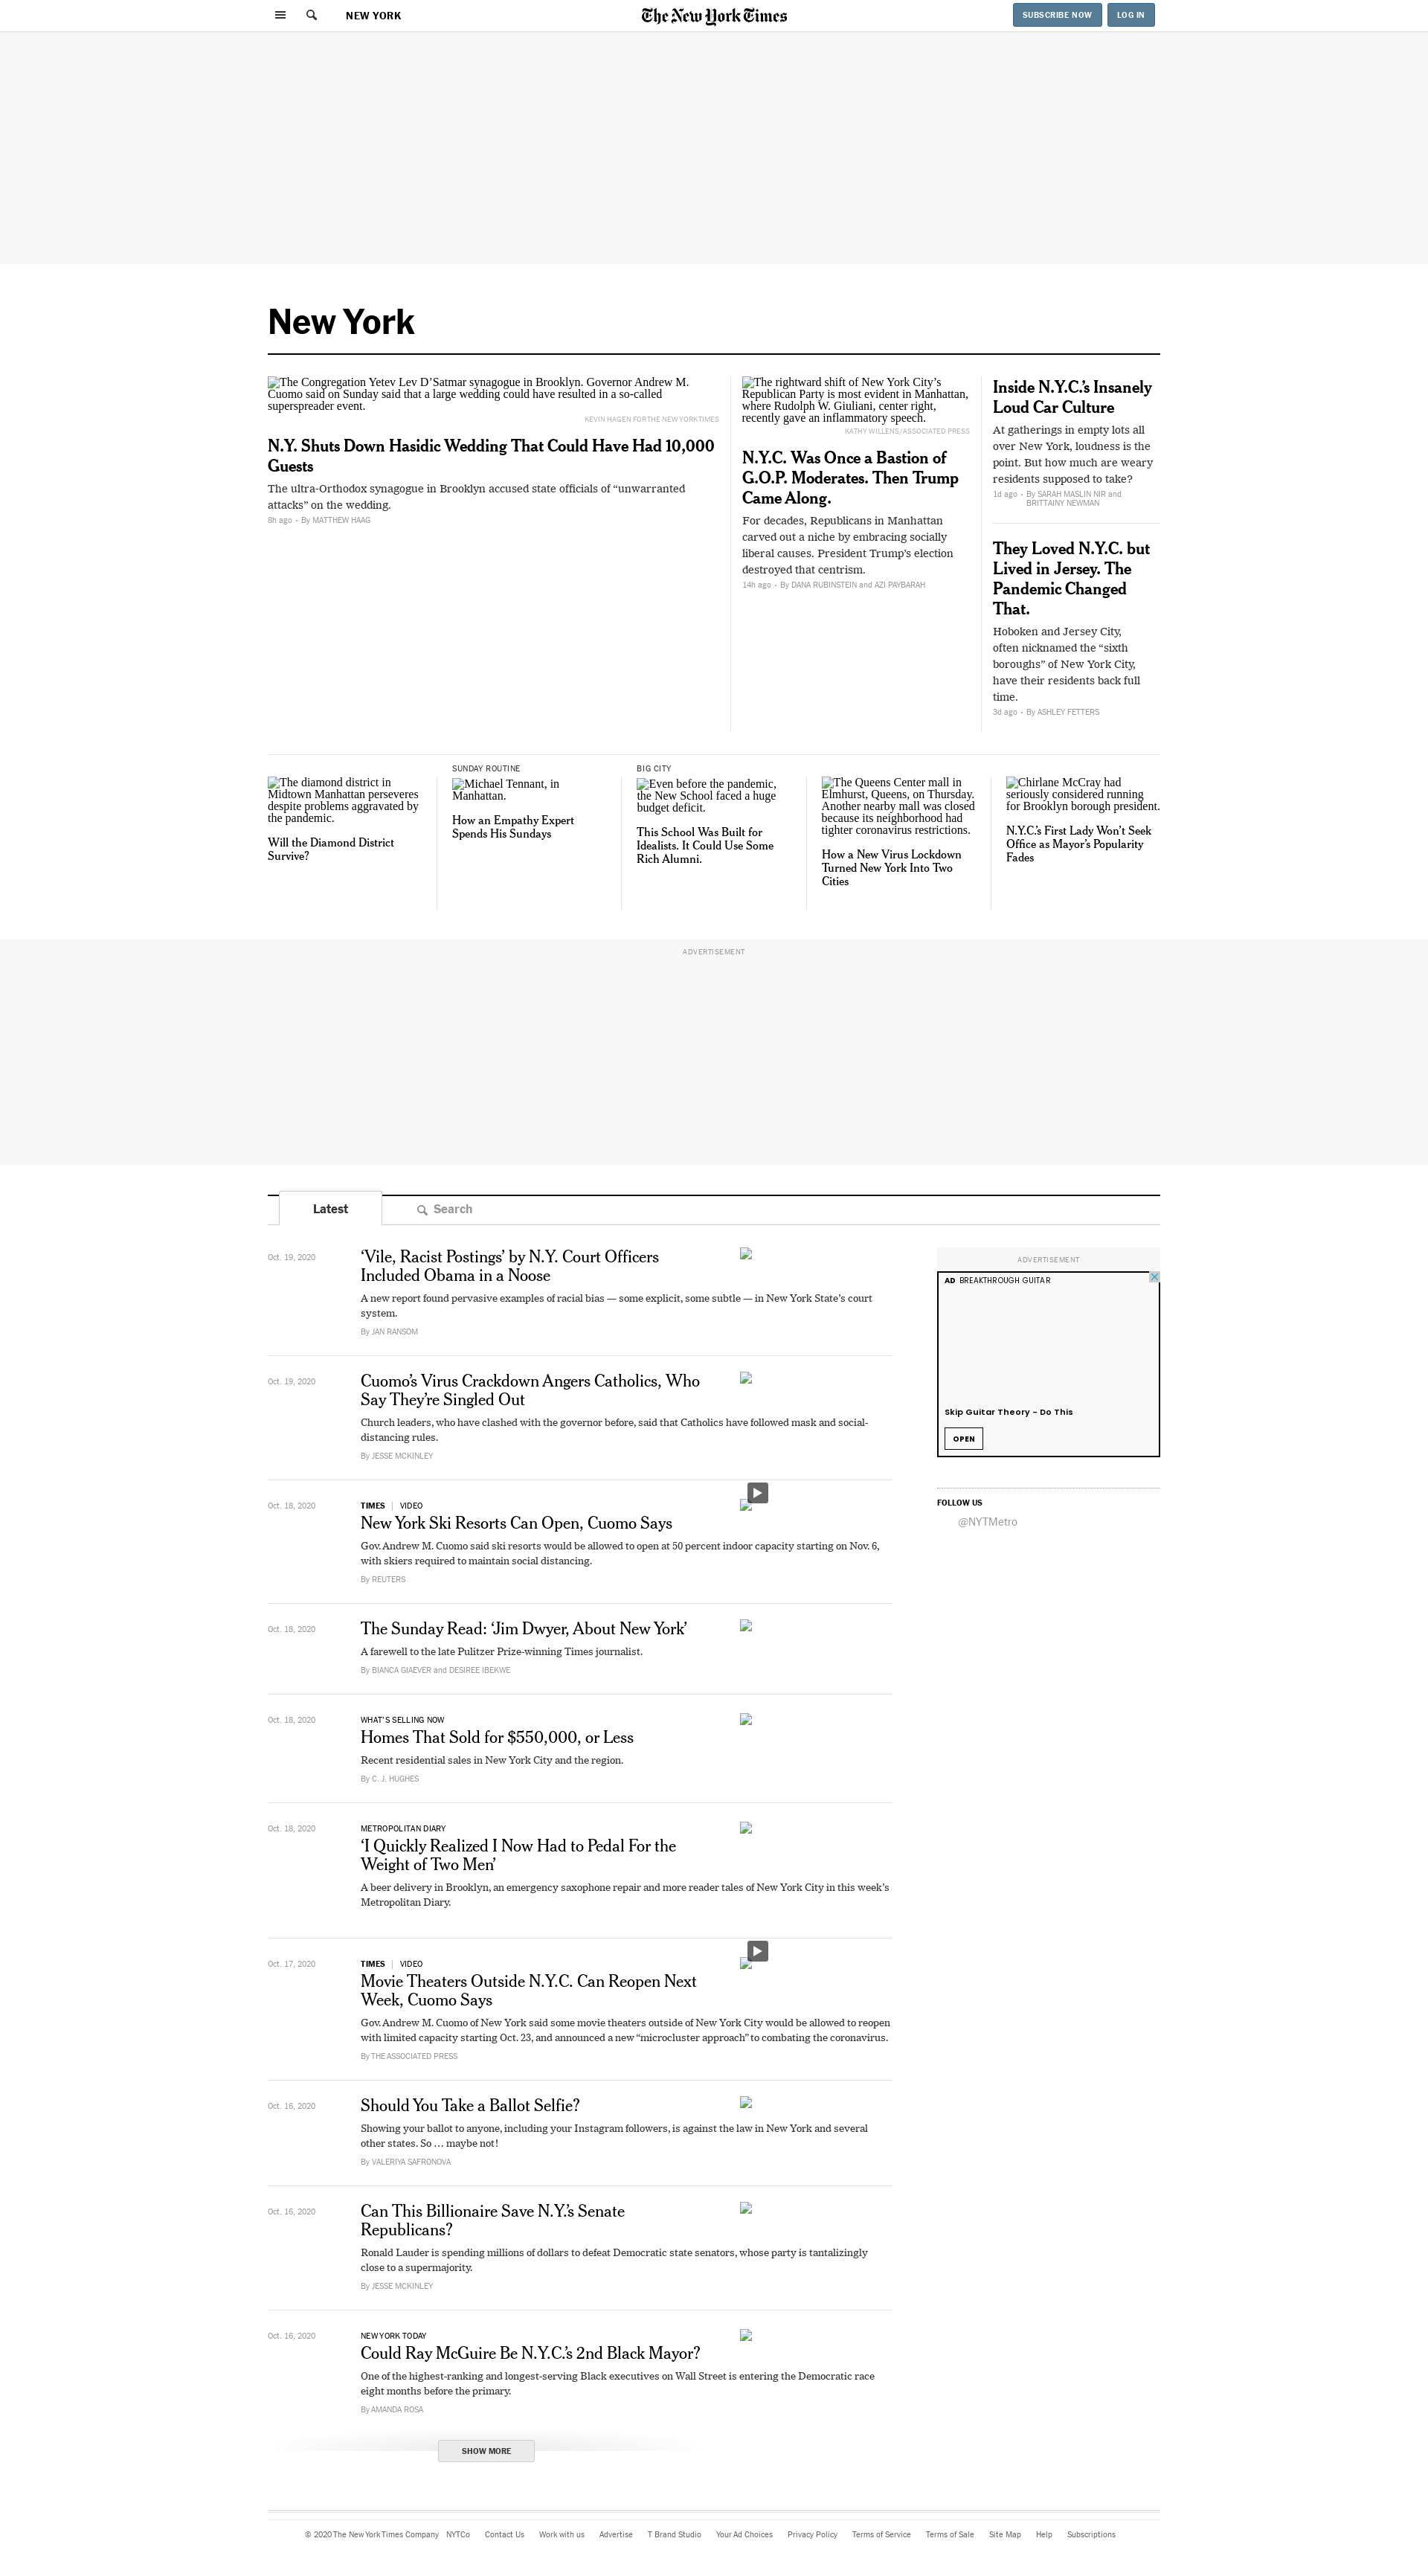 NEW YORK
The New York Times
SUBSCRIBE NOW
LOG IN
New York
The Congregation Yetev Lev D’Satmar synagogue in Brooklyn. Governor Andrew M.
Cuomo said on Sunday said that a large wedding could have resulted in a so-called
superspreader event.
KEVIN HAGEN FOR THE NEW YORK TIMES
N.Y. Shuts Down Hasidic Wedding That Could Have Had 10,000
Guests
The ultra-Orthodox synagogue in Brooklyn accused state officials of “unwarranted
attacks” on the wedding.
8h ago • By MATTHEW HAAG
The rightward shift of New York City’s
Republican Party is most evident in Manhattan,
where Rudolph W. Giuliani, center right,
recently gave an inflammatory speech.
KATHY WILLENS/ASSOCIATED PRESS
N.Y.C. Was Once a Bastion of
G.O.P. Moderates. Then Trump
Came Along.
For decades, Republicans in Manhattan
carved out a niche by embracing socially
liberal causes. President Trump’s election
destroyed that centrism.
14h ago • By DANA RUBINSTEIN and AZI PAYBARAH
Inside N.Y.C.’s Insanely
Loud Car Culture
At gatherings in empty lots all
over New York, loudness is the
point. But how much are weary
residents supposed to take?
1d ago • By SARAH MASLIN NIR and
BRITTAINY NEWMAN
They Loved N.Y.C. but
Lived in Jersey. The
Pandemic Changed
That.
Hoboken and Jersey City,
often nicknamed the “sixth
boroughs” of New York City,
have their residents back full
time.
3d ago • By ASHLEY FETTERS
The diamond district in
Midtown Manhattan perseveres
despite problems aggravated by
the pandemic.
Will the Diamond District
Survive?
SUNDAY ROUTINE
Michael Tennant, in
Manhattan.
How an Empathy Expert
Spends His Sundays
BIG CITY
Even before the pandemic,
the New School faced a huge
budget deficit.
This School Was Built for
Idealists. It Could Use Some
Rich Alumni.
The Queens Center mall in
Elmhurst, Queens, on Thursday.
Another nearby mall was closed
because its neighborhood had
tighter coronavirus restrictions.
How a New Virus Lockdown
Turned New York Into Two
Cities
Chirlane McCray had
seriously considered running
for Brooklyn borough president.
N.Y.C.’s First Lady Won’t Seek
Office as Mayor’s Popularity
Fades
ADVERTISEMENT
Latest
Search
Oct. 19, 2020
‘Vile, Racist Postings’ by N.Y. Court Officers
Included Obama in a Noose
A new report found pervasive examples of racial bias — some explicit, some subtle — in New York State’s court
system.
By JAN RANSOM
Oct. 19, 2020
Cuomo’s Virus Crackdown Angers Catholics, Who
Say They’re Singled Out
Church leaders, who have clashed with the governor before, said that Catholics have followed mask and social-
distancing rules.
By JESSE MCKINLEY
Oct. 18, 2020
TIMES | VIDEO
New York Ski Resorts Can Open, Cuomo Says
Gov. Andrew M. Cuomo said ski resorts would be allowed to open at 50 percent indoor capacity starting on Nov. 6,
with skiers required to maintain social distancing.
By REUTERS
Oct. 18, 2020
The Sunday Read: ‘Jim Dwyer, About New York’
A farewell to the late Pulitzer Prize-winning Times journalist.
By BIANCA GIAEVER and DESIREE IBEKWE
Oct. 18, 2020
WHAT’S SELLING NOW
Homes That Sold for $550,000, or Less
Recent residential sales in New York City and the region.
By C. J. HUGHES
Oct. 18, 2020
METROPOLITAN DIARY
‘I Quickly Realized I Now Had to Pedal For the
Weight of Two Men’
A beer delivery in Brooklyn, an emergency saxophone repair and more reader tales of New York City in this week’s
Metropolitan Diary.
Oct. 17, 2020
TIMES | VIDEO
Movie Theaters Outside N.Y.C. Can Reopen Next
Week, Cuomo Says
Gov. Andrew M. Cuomo of New York said some movie theaters outside of New York City would be allowed to reopen
with limited capacity starting Oct. 23, and announced a new “microcluster approach” to combating the coronavirus.
By THE ASSOCIATED PRESS
Oct. 16, 2020
Should You Take a Ballot Selfie?
Showing your ballot to anyone, including your Instagram followers, is against the law in New York and several
other states. So … maybe not!
By VALERIYA SAFRONOVA
Oct. 16, 2020
Can This Billionaire Save N.Y.’s Senate
Republicans?
Ronald Lauder is spending millions of dollars to defeat Democratic state senators, whose party is tantalizingly
close to a supermajority.
By JESSE MCKINLEY
Oct. 16, 2020
NEW YORK TODAY
Could Ray McGuire Be N.Y.C.’s 2nd Black Mayor?
One of the highest-ranking and longest-serving Black executives on Wall Street is entering the Democratic race
eight months before the primary.
By AMANDA ROSA
SHOW MORE
ADVERTISEMENT
AD BREAKTHROUGH GUITAR
Skip Guitar Theory - Do This
OPEN
FOLLOW US
@NYTMetro
© 2020 The New York Times Company NYTCo Contact Us Work with us Advertise T Brand Studio Your Ad Choices Privacy Policy Terms of Service Terms of Sale Site Map Help Subscriptions